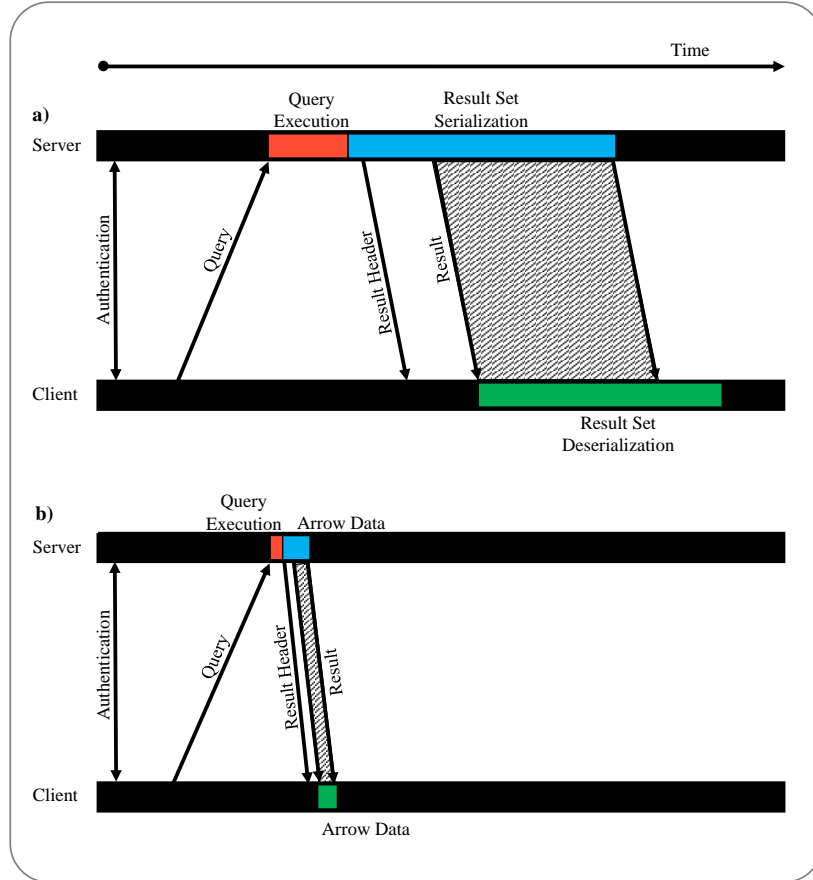 Time
a)
Query
Execution
Result Set
Serialization
Server
Authentication
Query
Result Header
Result
Client
Result Set
Deserialization
b)
Query
Execution
Arrow Data
Server
Authentication
Query
Result Header
Result
Client
Arrow Data